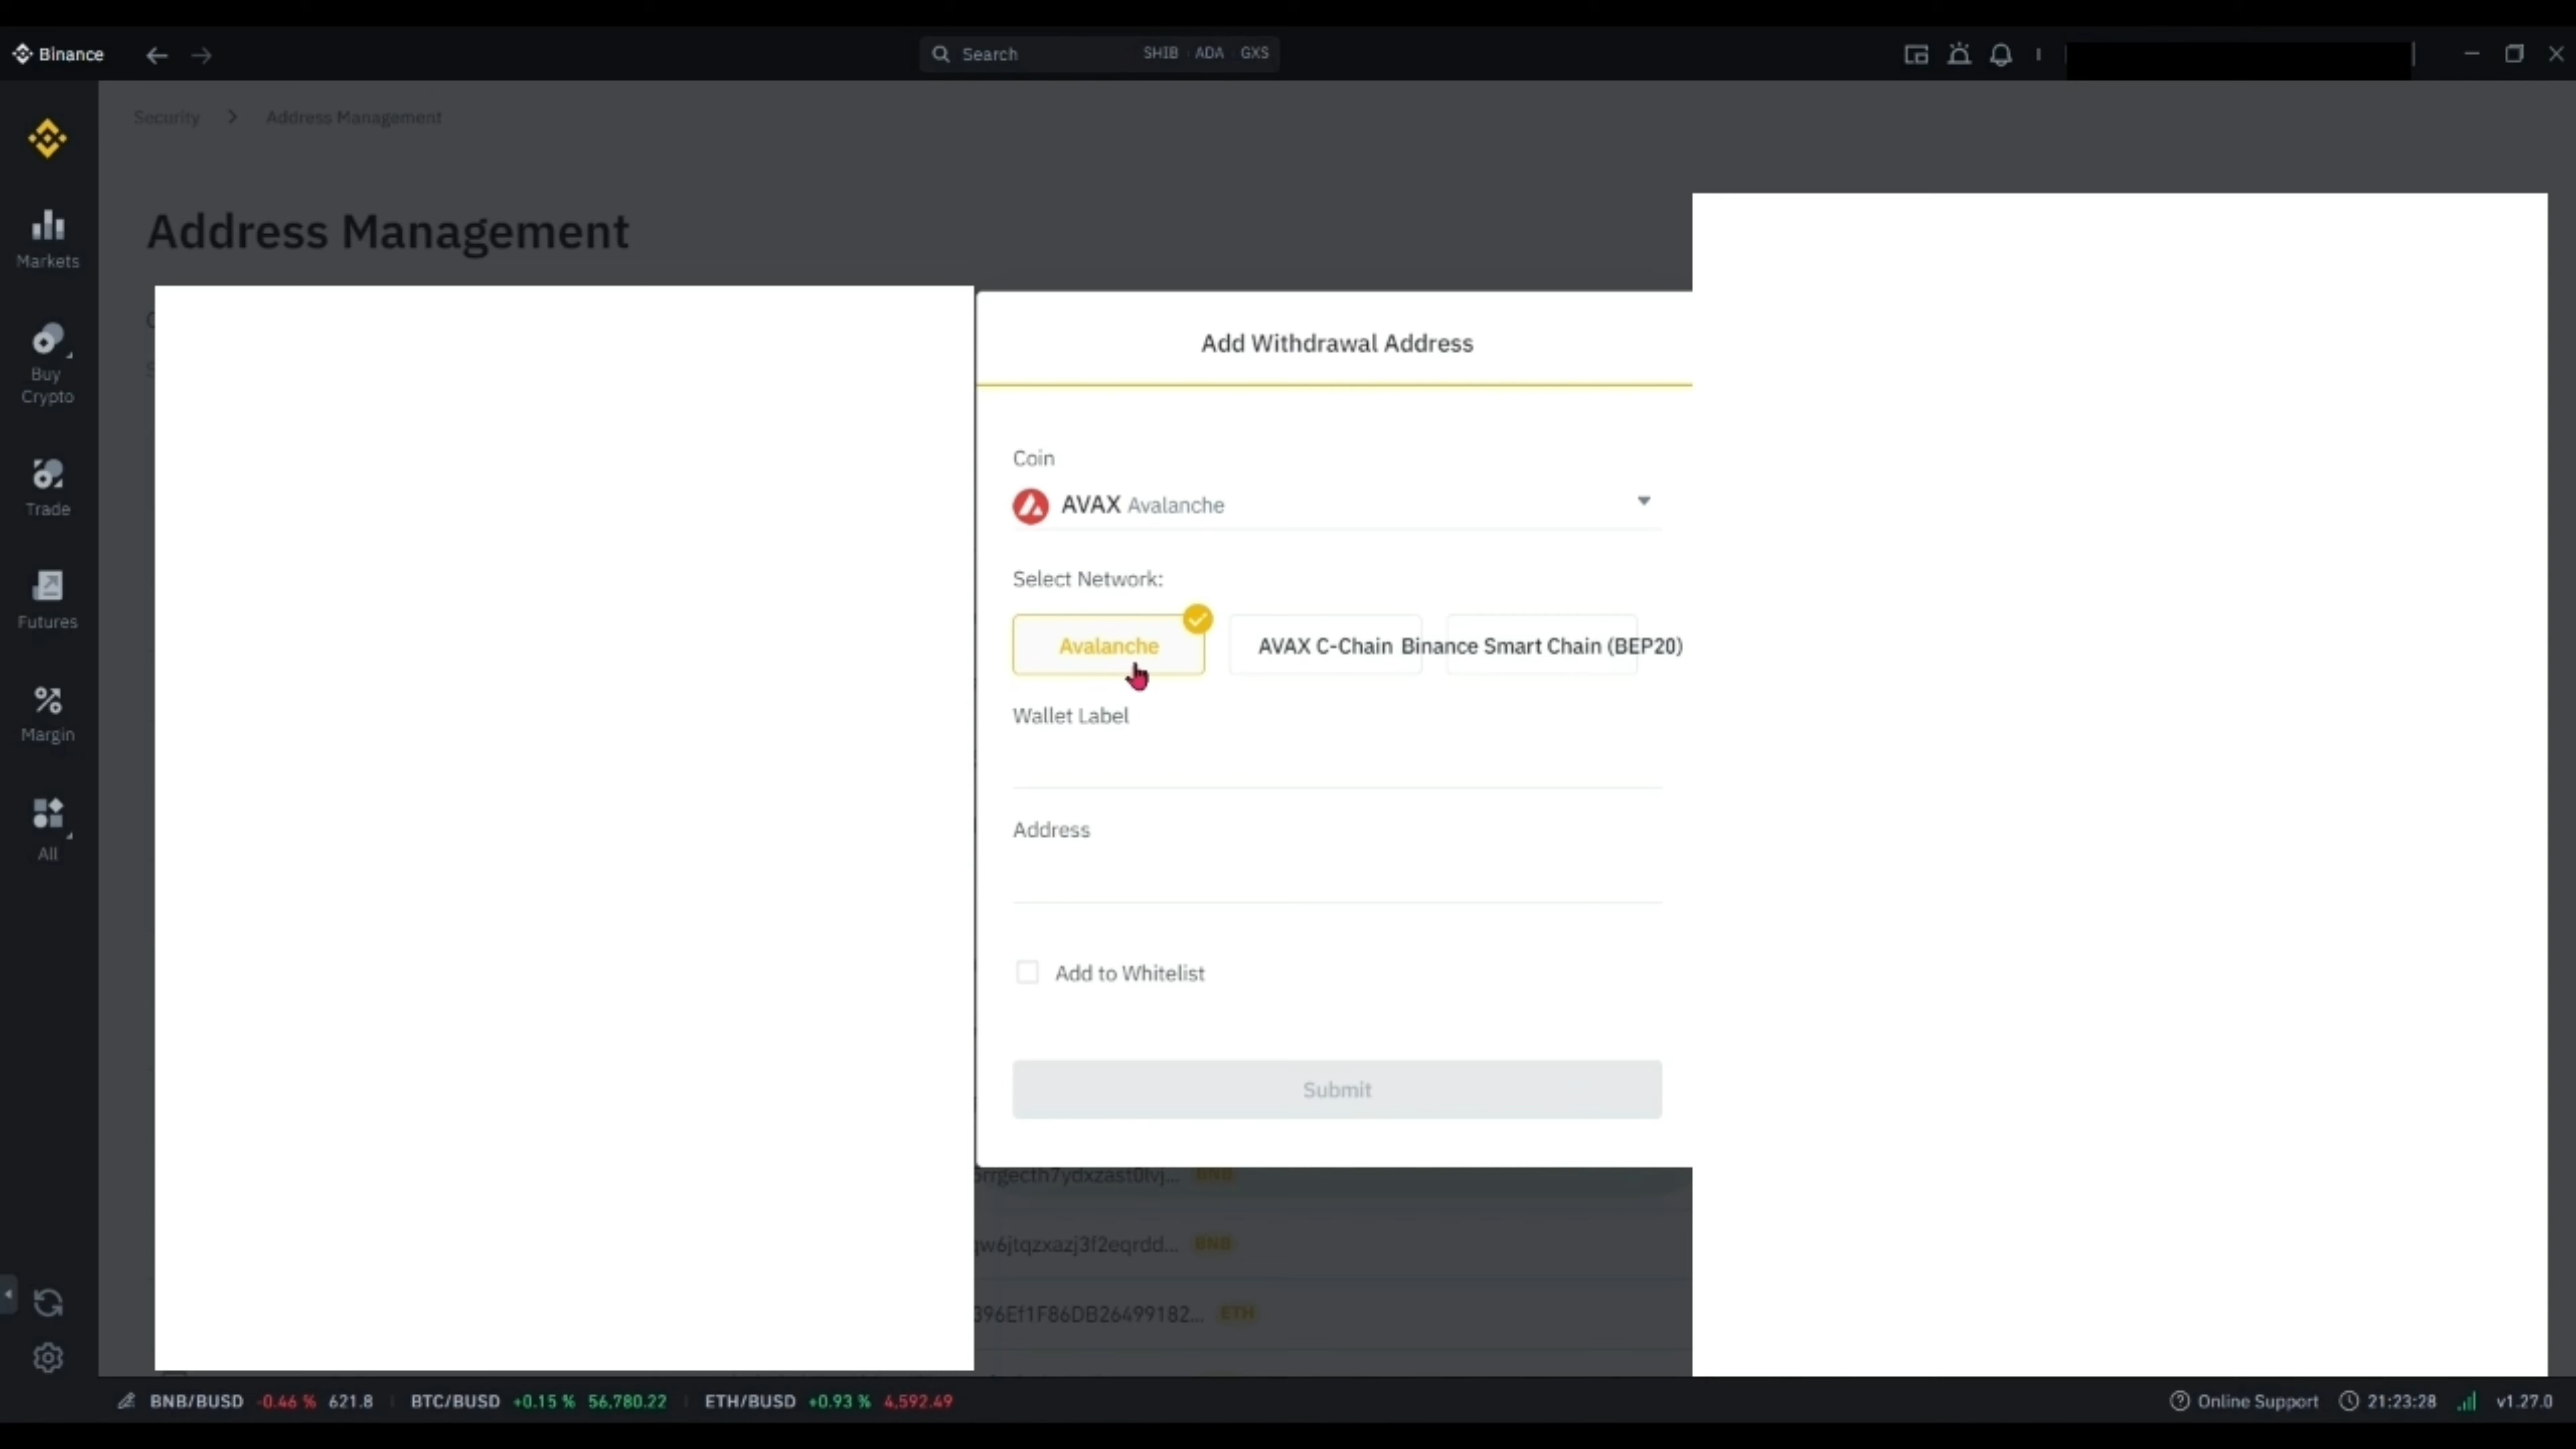 Binance
Search SHIB ADA GXS
Security > Address Management
Address Management
Markets
Buy
Crypto
Trade
Futures
Margin
All
Add Withdrawal Address
Coin
AVAX Avalanche
Select Network:
Avalanche AVAX C-Chain Binance Smart Chain (BEP20)
Wallet Label
Address
Add to Whitelist
Submit
rrgecth7ydxzast0lvj... BNB
w6jtqzxazj3f2eqrdd... BNB
396Ef1F86DB26499182... ETH
BNB/BUSD -0.46 % 621.8 BTC/BUSD +0.15 % 56,780.22 ETH/BUSD +0.93 % 4,592.49
Online Support 21:23:28 v1.27.0